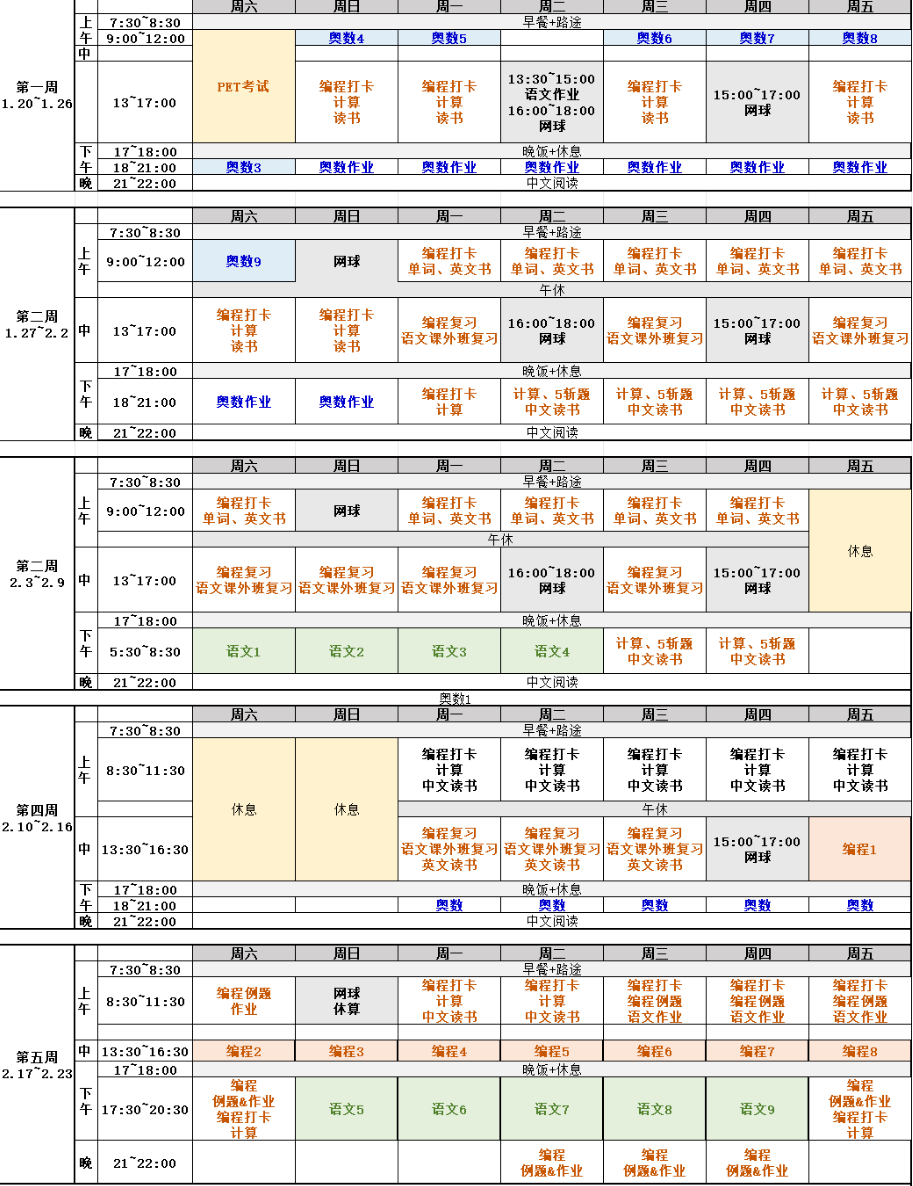 周六 周日 周一 周二 周三 周四 周五
上 7:30~8:30 早餐+路途
午 9:00~12:00 奥数4 奥数5 奥数6 奥数7 奥数8
中
第一周
1.20~1.26
13~17:00
PET考试
编程打卡
计算
读书
编程打卡
计算
读书
13:30~15:00
语文作业
16:00~18:00
网球
编程打卡
计算
读书
15:00~17:00
网球
编程打卡
计算
读书
下 17~18:00 晚饭+休息
午 18~21:00 奥数3 奥数作业 奥数作业 奥数作业 奥数作业 奥数作业 奥数作业
晚 21~22:00 中文阅读
周六 周日 周一 周二 周三 周四 周五
7:30~8:30 早餐+路途
上
午
9:00~12:00 奥数9 网球
编程打卡 编程打卡 编程打卡 编程打卡 编程打卡
单词、英文书 单词、英文书 单词、英文书 单词、英文书 单词、英文书
午休
第二周
1.27~2.2
中 13~17:00
编程打卡
计算
读书
编程打卡
计算
读书
编程复习
语文课外班复习
16:00~18:00
网球
编程复习
语文课外班复习
15:00~17:00
网球
编程复习
语文课外班复习
17~18:00 晚饭+休息
下
午
18~21:00 奥数作业 奥数作业
编程打卡
计算
计算、5斩题 计算、5斩题 计算、5斩题 计算、5斩题
中文读书 中文读书 中文读书 中文读书
晚 21~22:00 中文阅读
周六 周日 周一 周二 周三 周四 周五
7:30~8:30 早餐+路途
上
午
9:00~12:00
编程打卡
单词、英文书
网球
编程打卡 编程打卡 编程打卡 编程打卡
单词、英文书 单词、英文书 单词、英文书 单词、英文书
休息
午休
第二周
2.3~2.9
中 13~17:00
编程复习 编程复习 编程复习
语文课外班复习 语文课外班复习 语文课外班复习
16:00~18:00
网球
编程复习
语文课外班复习
15:00~17:00
网球
17~18:00 晚饭+休息
下
午
5:30~8:30 语文1 语文2 语文3 语文4
计算、5斩题 计算、5斩题
中文读书 中文读书
晚 21~22:00 中文阅读
奥数1
周六 周日 周一 周二 周三 周四 周五
7:30~8:30 早餐+路途
上
午
8:30~11:30
编程打卡 编程打卡 编程打卡 编程打卡 编程打卡
计算 计算 计算 计算 计算
中文读书 中文读书 中文读书 中文读书 中文读书
第四周
2.10~2.16
休息 休息 午休
中 13:30~16:30
编程复习 编程复习 编程复习
语文课外班复习 语文课外班复习 语文课外班复习
英文读书 英文读书 英文读书
15:00~17:00
网球
编程1
下 17~18:00 晚饭+休息
午 18~21:00 奥数 奥数 奥数 奥数 奥数
晚 21~22:00 中文阅读
周六 周日 周一 周二 周三 周四 周五
7:30~8:30 早餐+路途
上
午
8:30~11:30
编程例题
作业
网球
休算
编程打卡
计算
中文读书
编程打卡
计算
中文读书
编程打卡
编程例题
语文作业
编程打卡
编程例题
语文作业
编程打卡
编程例题
语文作业
第五周
2.17~2.23
中 13:30~16:30 编程2 编程3 编程4 编程5 编程6 编程7 编程8
17~18:00 晚饭+休息
下
午
17:30~20:30
编程
例题&作业
编程打卡
计算
语文5 语文6 语文7 语文8 语文9
编程
例题&作业
编程打卡
计算
晚 21~22:00
编程 编程 编程
例题&作业 例题&作业 例题&作业